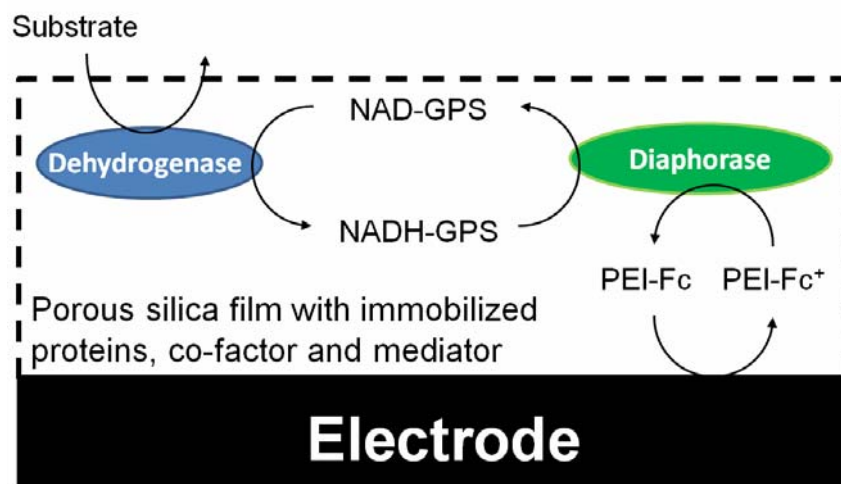 Substrate
NAD-GPS
Dehydrogenase
Diaphorase
NADH-GPS
PEI-Fc PEI-Fc⁺
Porous silica film with immobilized
proteins, co-factor and mediator
Electrode